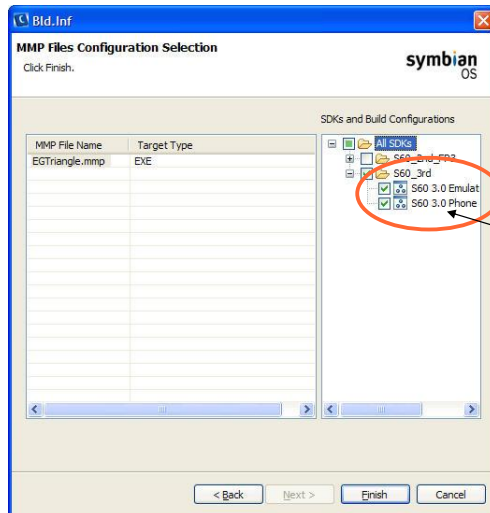 Bld.Inf
MMP Files Configuration Selection
Click Finish.
symbian
OS
SDKs and Build Configurations
MMP File Name Target Type
EGTriangle.mmp EXE
All SDKs
S60_2nd_FP3
S60_3rd
S60 3.0 Emulat
S60 3.0 Phone
< Back Next > Finish Cancel